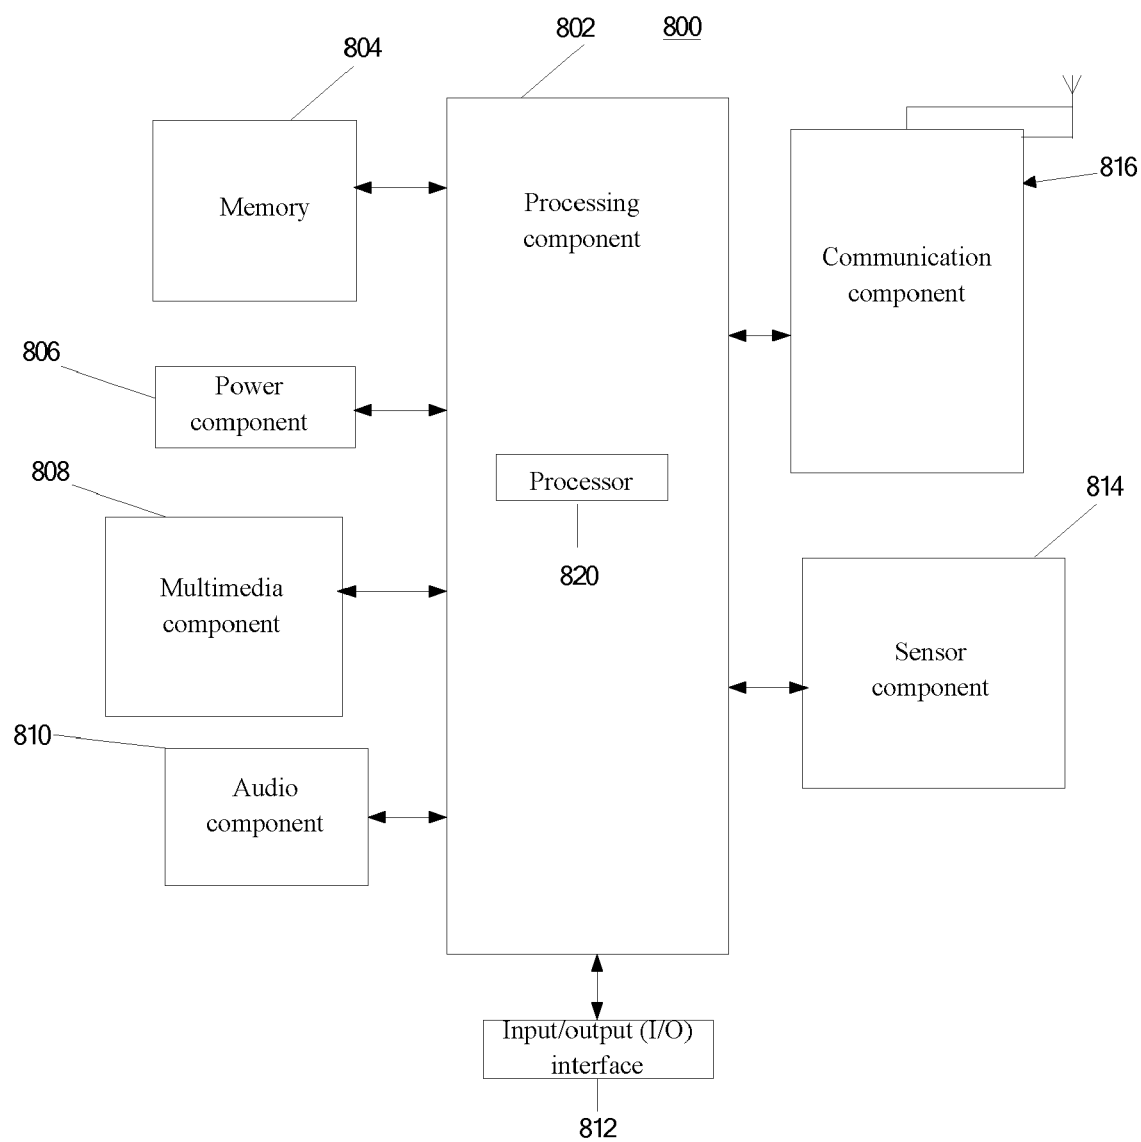 802
800
804
816
Memory
Processing
component
Communication
component
806
Power
component
808
Processor
814
820
Multimedia
component
Sensor
component
810
Audio
component
Input/output (I/O)
interface
812